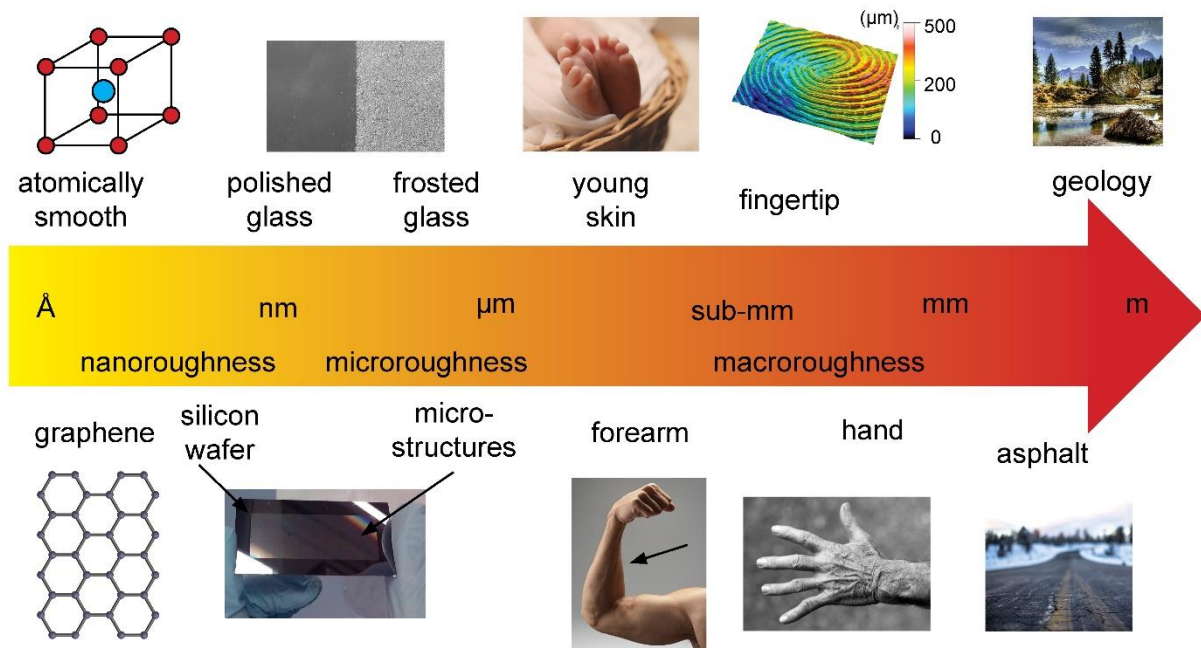 (µm)
500
200
0
atomically
smooth
polished
glass
frosted
glass
young
skin
fingertip
geology
Å
nm
µm
sub-mm
mm
m
nanoroughness
microroughness
macroroughness
graphene
silicon
wafer
micro-
structures
forearm
hand
asphalt